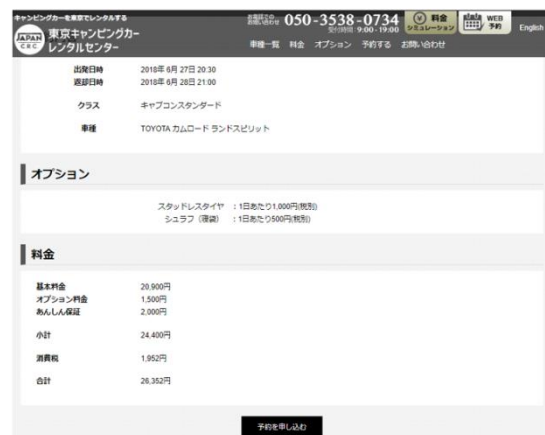 キャンピングカーを東京でレンタルする
JAPAN
C R C
東京キャンピングカー
レンタルセンター
お電話での
お問い合わせ 050-3538-0734
受付時間 9:00-19:00
料金
シミュレーション
WEB
予約
English
車種一覧 料金 オプション 予約する お問い合わせ
出発日時 2018年 6月 27日 20:30
返却日時 2018年 6月 28日 21:00
クラス キャブコンスタンダード
車種 TOYOTA カムロード ランドスピリット
オプション
スタッドレスタイヤ :1日あたり1,000円(税別)
シュラフ(寝袋) :1日あたり500円(税別)
料金
基本料金 20,900円
オプション料金 1,500円
あんしん保証 2,000円
小計 24,400円
消費税 1,952円
合計 26,352円
予約を申し込む